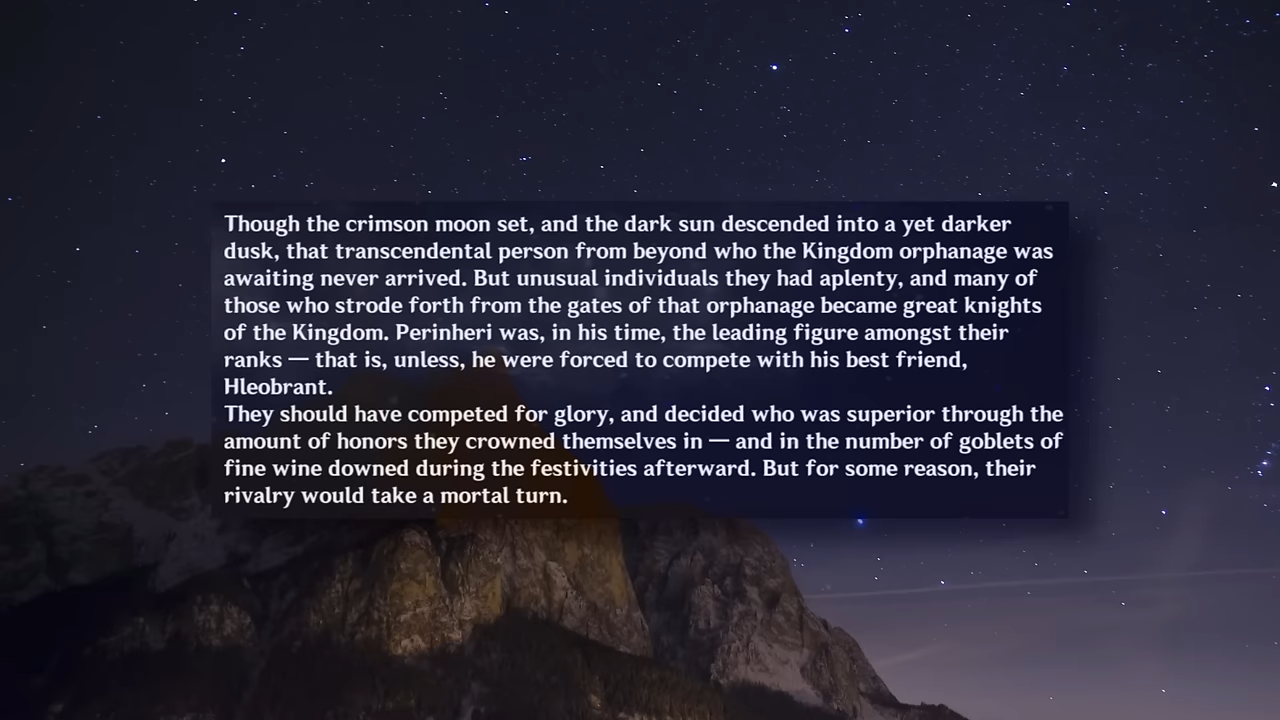 Though the crimson moon set, and the dark sun descended into a yet darker
dusk, that transcendental person from beyond who the Kingdom orphanage was
awaiting never arrived. But unusual individuals they had aplenty, and many of
those who strode forth from the gates of that orphanage became great knights
of the Kingdom. Perinheri was, in his time, the leading figure amongst their
ranks — that is, unless, he were forced to compete with his best friend,
Hleobrant.
They should have competed for glory, and decided who was superior through the
amount of honors they crowned themselves in — and in the number of goblets of
fine wine downed during the festivities afterward. But for some reason, their
rivalry would take a mortal turn.